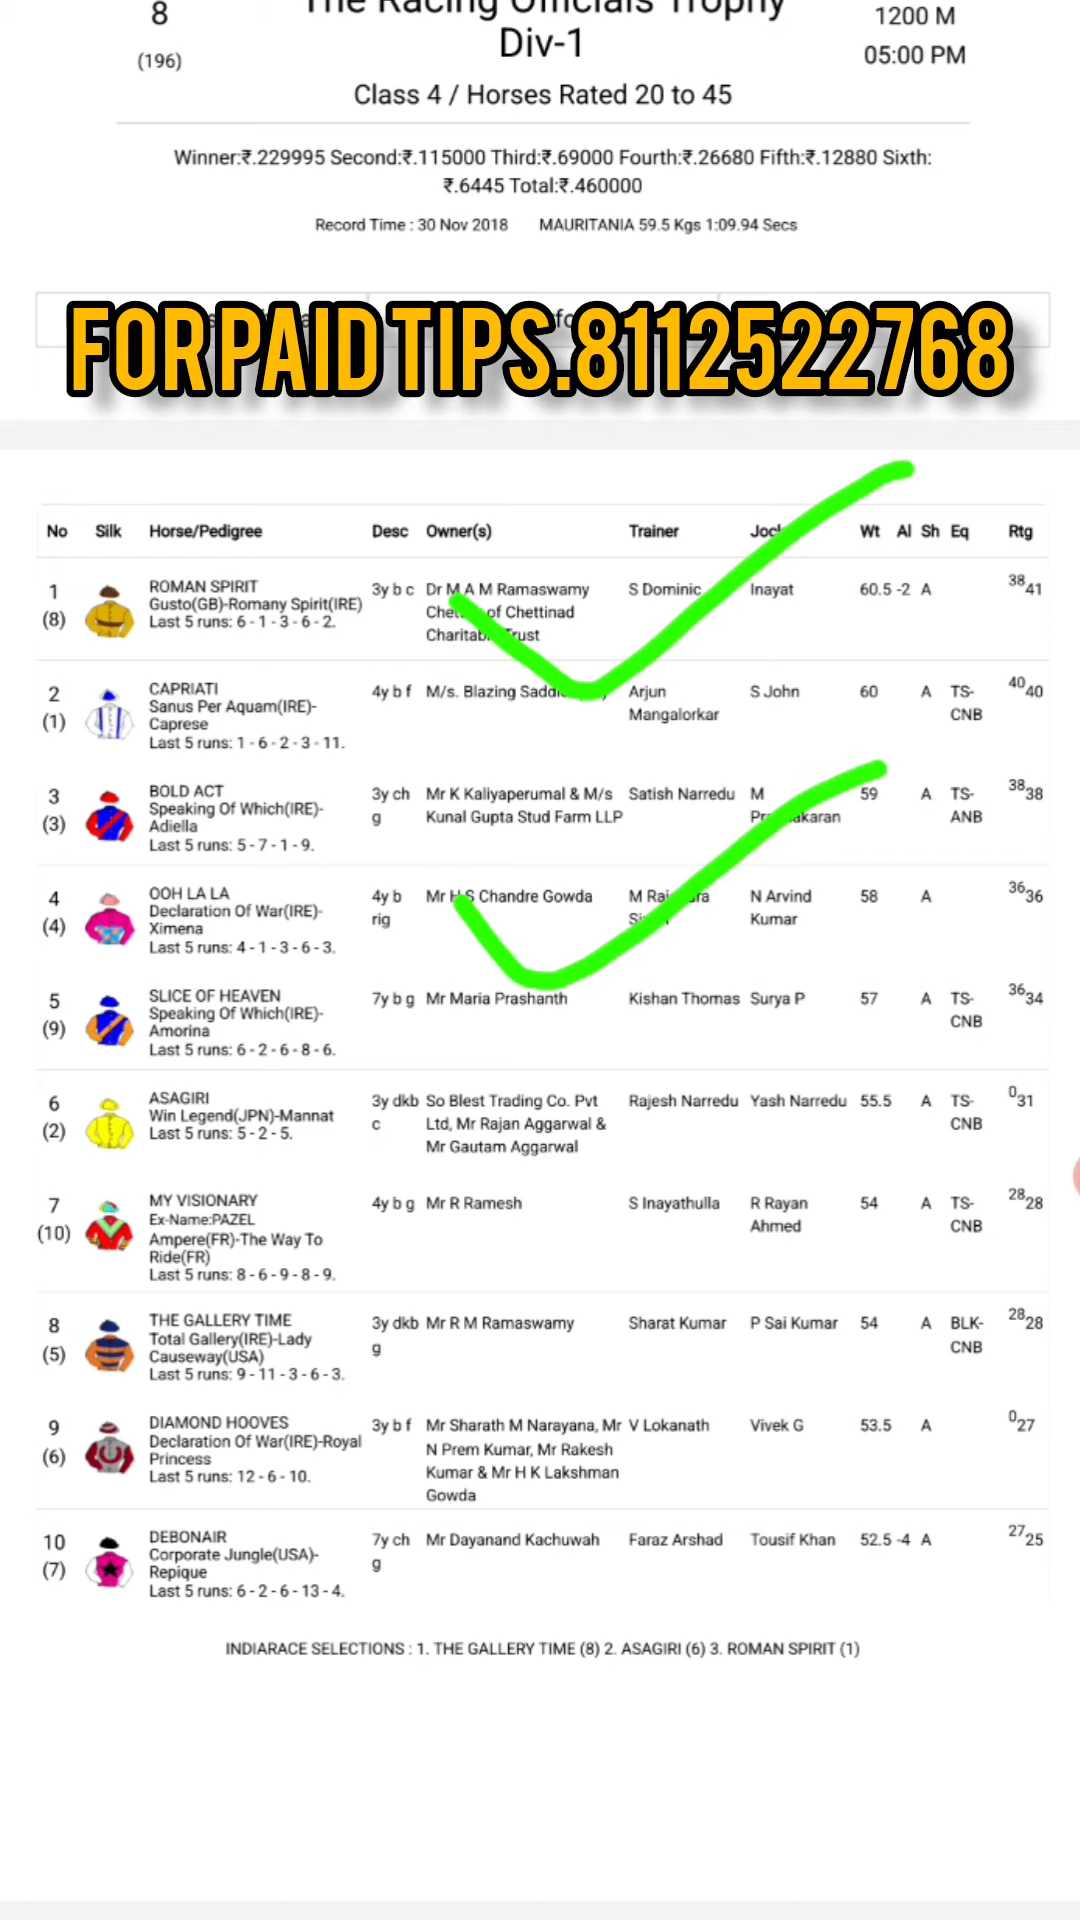 8
The Racing Officials Trophy
1200 M
(196)
Div-1
05:00 PM
Class 4 / Horses Rated 20 to 45
Winner:₹.229995 Second:₹.115000 Third:₹.69000 Fourth:₹.26680 Fifth:₹.12880 Sixth:
₹.6445 Total:₹.460000
Record Time : 30 Nov 2018 MAURITANIA 59.5 Kgs 1:09.94 Secs
FOR PAID TIPS.8112522768
No Silk Horse/Pedigree Desc Owner(s) Trainer Wt Al Sh Eq Rtg
1 ROMAN SPIRIT 3y b c Dr M A M Ramaswamy S Dominic Inayat 60.5 -2 A 38 41
(8) Gusto(GB)-Romany Spirit(IRE) of Chettinad
Last 5 runs: 6 - 1 - 3 - 6 - 2. Trust
2 CAPRIATI 4y b f M/s. Blazing Arjun S John 60 A TS- 40 40
(1) Sanus Per Aquam(IRE)- Mangalorkar CNB
Caprese
Last 5 runs: 1 - 6 - 2 - 3 - 11.
3 BOLD ACT 3y ch Mr K Kaliyaperumal & M/s Satish Narredu M 59 A TS- 38 38
(3) Speaking Of Which(IRE)- g Kunal Gupta Stud Farm LLP ANB
Adiella
Last 5 runs: 5 - 7 - 1 - 9.
4 OOH LA LA 4y b Mr H S Chandre Gowda M N Arvind 58 A 36 36
(4) Declaration Of War(IRE)- rig Kumar
Ximena
Last 5 runs: 4 - 1 - 3 - 6 - 3.
5 SLICE OF HEAVEN 7y b g Mr Maria Prashanth Kishan Thomas Surya P 57 A TS- 36 34
(9) Speaking Of Which(IRE)- CNB
Amorina
Last 5 runs: 6 - 2 - 6 - 8 - 6.
6 ASAGIRI 3y dkb So Blest Trading Co. Pvt Rajesh Narredu Yash Narredu 55.5 A TS- 0 31
(2) Win Legend(JPN)-Mannat c Ltd, Mr Rajan Aggarwal & CNB
Last 5 runs: 5 - 2 - 5. Mr Gautam Aggarwal
7 MY VISIONARY 4y b g Mr R Ramesh S Inayathulla R Rayan 54 A TS- 28 28
(10) Ex-Name:PAZEL Ahmed CNB
Ampere(FR)-The Way To
Ride(FR)
Last 5 runs: 8 - 6 - 9 - 8 - 9.
8 THE GALLERY TIME 3y dkb Mr R M Ramaswamy Sharat Kumar P Sai Kumar 54 A BLK- 28 28
(5) Total Gallery(IRE)-Lady g CNB
Causeway(USA)
Last 5 runs: 9 - 11 - 3 - 6 - 3.
9 DIAMOND HOOVES 3y b f Mr Sharath M Narayana, Mr V Lokanath Vivek G 53.5 A 0 27
(6) Declaration Of War(IRE)-Royal N Prem Kumar, Mr Rakesh
Princess Kumar & Mr H K Lakshman
Last 5 runs: 12 - 6 - 10. Gowda
10 DEBONAIR 7y ch Mr Dayanand Kachuwah Faraz Arshad Tousif Khan 52.5 -4 A 27 25
(7) Corporate Jungle(USA)- g
Repique
Last 5 runs: 6 - 2 - 6 - 13 - 4.
INDIARACE SELECTIONS : 1. THE GALLERY TIME (8) 2. ASAGIRI (6) 3. ROMAN SPIRIT (1)